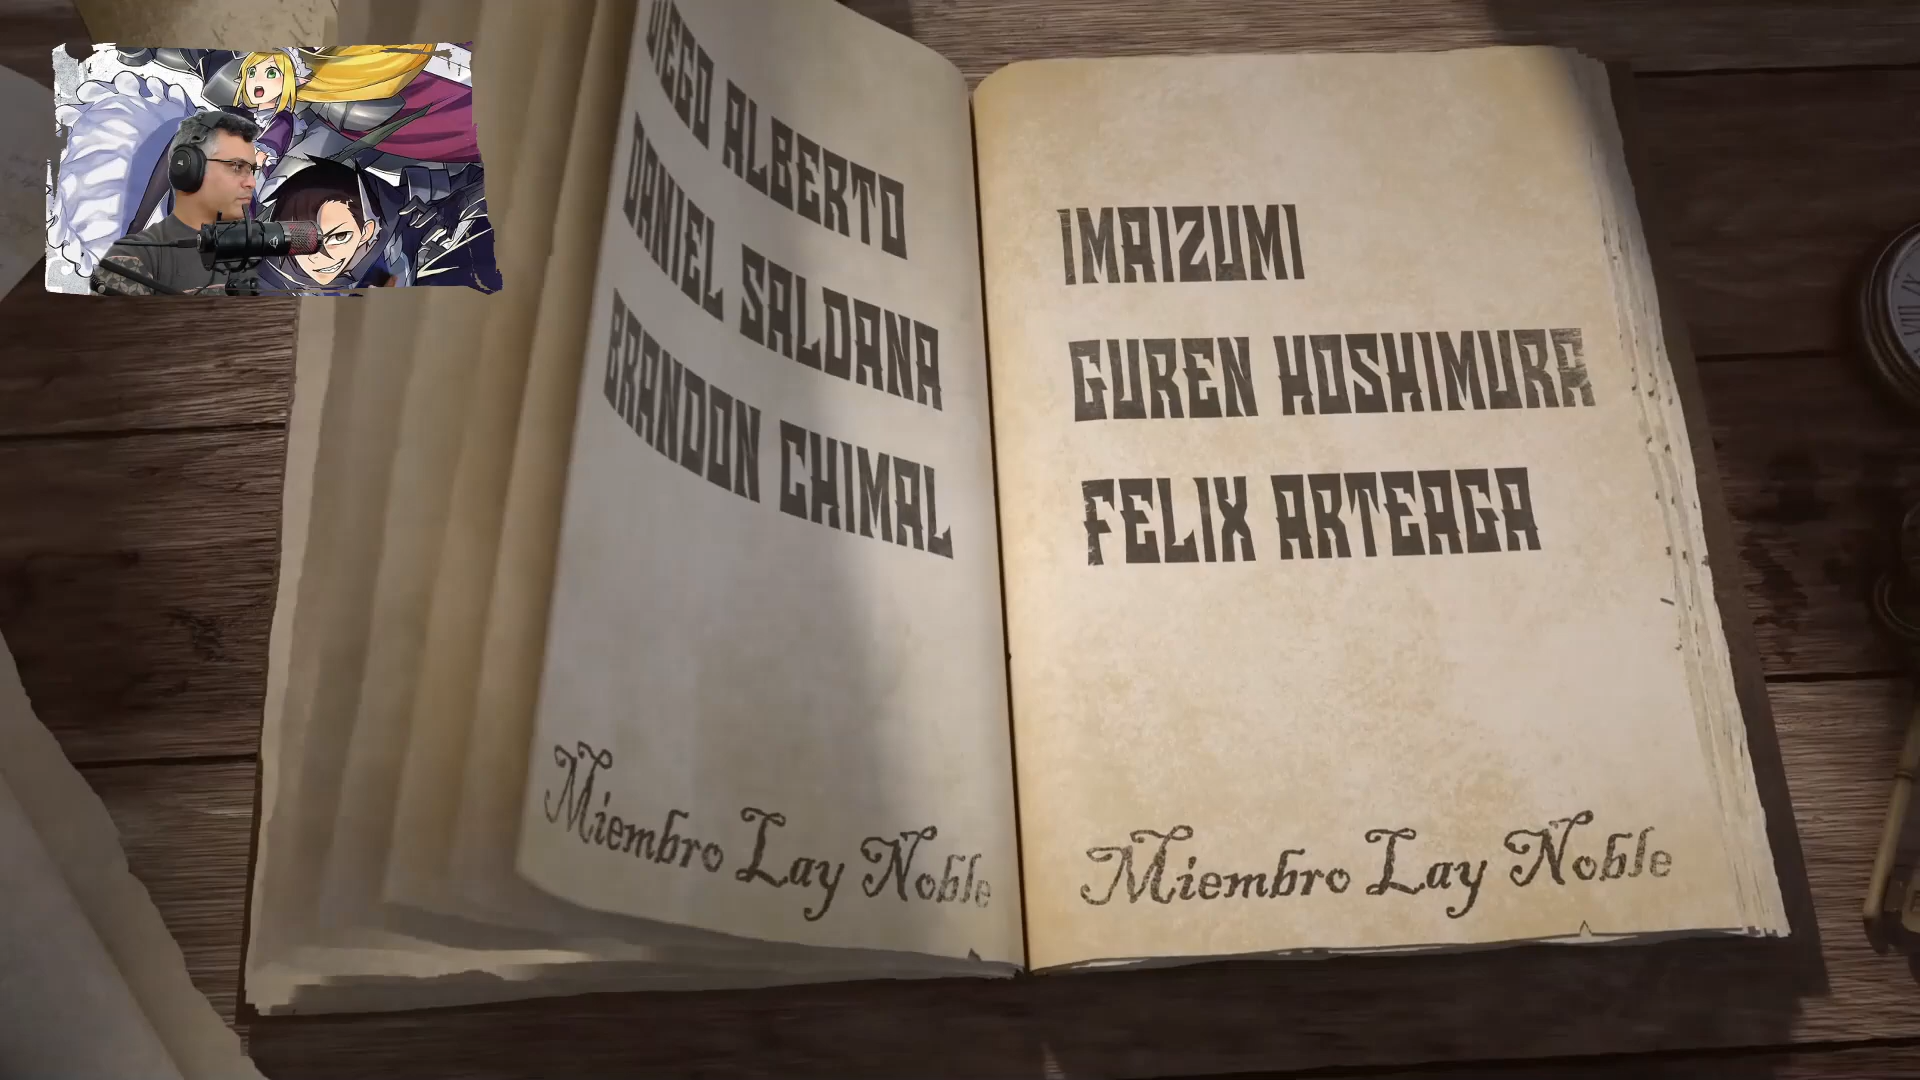 DIEGO ALBERTO
DANIEL SALDANA
BRANDON CHIMAL
Miembro Lay Noble
IMAIZUMI
GUREN HOSHIMURA
FELIX ARTEAGA
Miembro Lay Noble